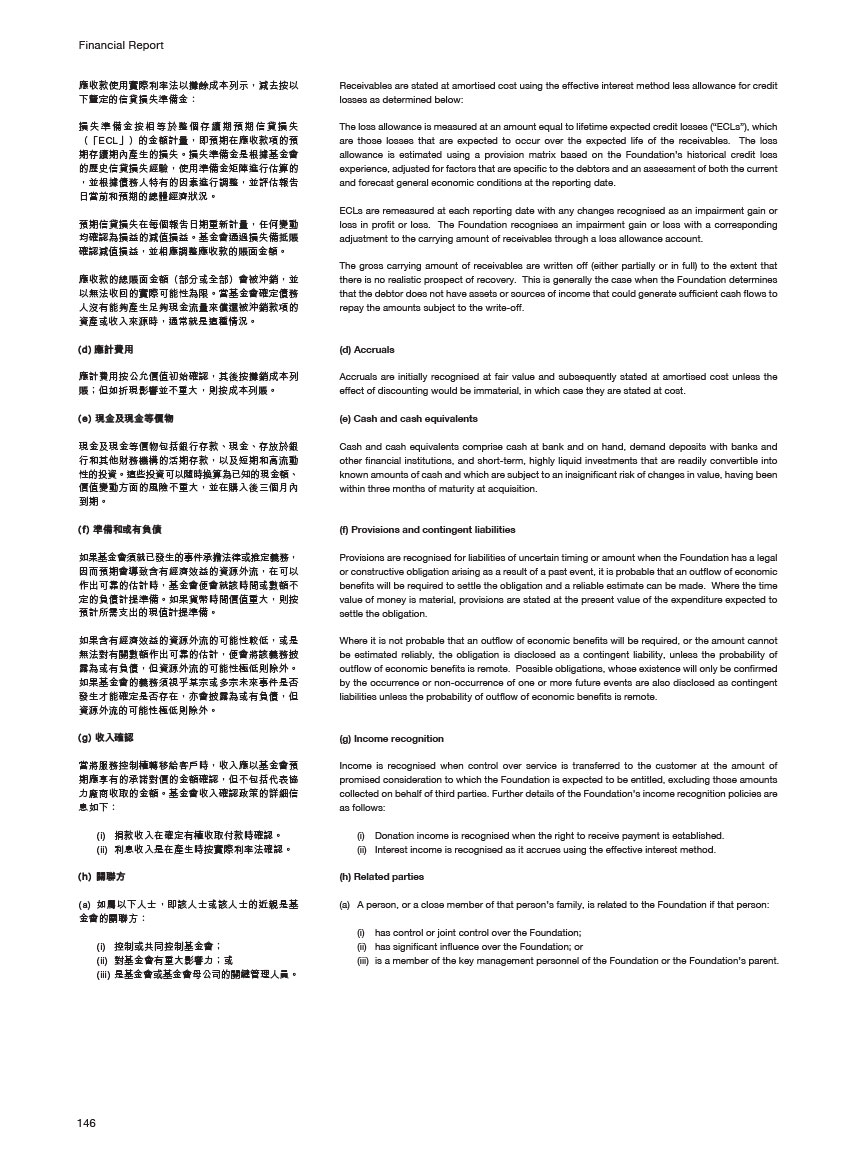 Financial Report
應收款使用實際利率法以攤餘成本列示，減去按以
下釐定的信貸損失準備金：
損失準備金按相等於整個存續期預期信貸損失
（「ECL」）的金額計量，即預期在應收款項的預
期存續期內產生的損失。損失準備金是根據基金會
的歷史信貸損失經驗，使用準備金矩陣進行估算的
，並根據債務人特有的因素進行調整，並評估報告
日當前和預期的總體經濟狀況。
預期信貸損失在每個報告日期重新計量，任何變動
均確認為損益的減值損益。基金會通過損失備抵賬
確認減值損益，並相應調整應收款的賬面金額。
應收款的總賬面金額（部分或全部）會被沖銷，並
以無法收回的實際可能性為限。當基金會確定債務
人沒有能夠產生足夠現金流量來償還被沖銷款項的
資產或收入來源時，通常就是這種情況。
(d) 應計費用
應計費用按公允價值初始確認，其後按攤銷成本列
賬；但如折現影響並不重大，則按成本列賬。
(e) 現金及現金等價物
現金及現金等價物包括銀行存款、現金、存放於銀
行和其他財務機構的活期存款，以及短期和高流動
性的投資。這些投資可以隨時換算為已知的現金額、
價值變動方面的風險不重大，並在購入後三個月內
到期。
(f) 準備和或有負債
如果基金會須就已發生的事件承擔法律或推定義務，
因而預期會導致含有經濟效益的資源外流，在可以
作出可靠的估計時，基金會便會就該時間或數額不
定的負債計提準備。如果貨幣時間價值重大，則按
預計所需支出的現值計提準備。
如果含有經濟效益的資源外流的可能性較低，或是
無法對有關數額作出可靠的估計，便會將該義務披
露為或有負債，但資源外流的可能性極低則除外。
如果基金會的義務須視乎某宗或多宗未來事件是否
發生才能確定是否存在，亦會披露為或有負債，但
資源外流的可能性極低則除外。
(g) 收入確認
當將服務控制權轉移給客戶時，收入應以基金會預
期應享有的承諾對價的金額確認，但不包括代表協
力廠商收取的金額。基金會收入確認政策的詳細信
息如下：
(i) 捐款收入在確定有權收取付款時確認。
(ii) 利息收入是在產生時按實際利率法確認。
(h) 關聯方
(a) 如屬以下人士，即該人士或該人士的近親是基
金會的關聯方：
(i) 控制或共同控制基金會；
(ii) 對基金會有重大影響力；或
(iii) 是基金會或基金會母公司的關鍵管理人員。
Receivables are stated at amortised cost using the effective interest method less allowance for credit
losses as determined below:
The loss allowance is measured at an amount equal to lifetime expected credit losses (“ECLs”), which
are those losses that are expected to occur over the expected life of the receivables. The loss
allowance is estimated using a provision matrix based on the Foundation’s historical credit loss
experience, adjusted for factors that are specific to the debtors and an assessment of both the current
and forecast general economic conditions at the reporting date.
ECLs are remeasured at each reporting date with any changes recognised as an impairment gain or
loss in profit or loss. The Foundation recognises an impairment gain or loss with a corresponding
adjustment to the carrying amount of receivables through a loss allowance account.
The gross carrying amount of receivables are written off (either partially or in full) to the extent that
there is no realistic prospect of recovery. This is generally the case when the Foundation determines
that the debtor does not have assets or sources of income that could generate sufficient cash flows to
repay the amounts subject to the write-off.
(d) Accruals
Accruals are initially recognised at fair value and subsequently stated at amortised cost unless the
effect of discounting would be immaterial, in which case they are stated at cost.
(e) Cash and cash equivalents
Cash and cash equivalents comprise cash at bank and on hand, demand deposits with banks and
other financial institutions, and short-term, highly liquid investments that are readily convertible into
known amounts of cash and which are subject to an insignificant risk of changes in value, having been
within three months of maturity at acquisition.
(f) Provisions and contingent liabilities
Provisions are recognised for liabilities of uncertain timing or amount when the Foundation has a legal
or constructive obligation arising as a result of a past event, it is probable that an outflow of economic
benefits will be required to settle the obligation and a reliable estimate can be made. Where the time
value of money is material, provisions are stated at the present value of the expenditure expected to
settle the obligation.
Where it is not probable that an outflow of economic benefits will be required, or the amount cannot
be estimated reliably, the obligation is disclosed as a contingent liability, unless the probability of
outflow of economic benefits is remote. Possible obligations, whose existence will only be confirmed
by the occurrence or non-occurrence of one or more future events are also disclosed as contingent
liabilities unless the probability of outflow of economic benefits is remote.
(g) Income recognition
Income is recognised when control over service is transferred to the customer at the amount of
promised consideration to which the Foundation is expected to be entitled, excluding those amounts
collected on behalf of third parties. Further details of the Foundation’s income recognition policies are
as follows:
(i) Donation income is recognised when the right to receive payment is established.
(ii) Interest income is recognised as it accrues using the effective interest method.
(h) Related parties
(a) A person, or a close member of that person’s family, is related to the Foundation if that person:
(i) has control or joint control over the Foundation;
(ii) has significant influence over the Foundation; or
(iii) is a member of the key management personnel of the Foundation or the Foundation’s parent.
146